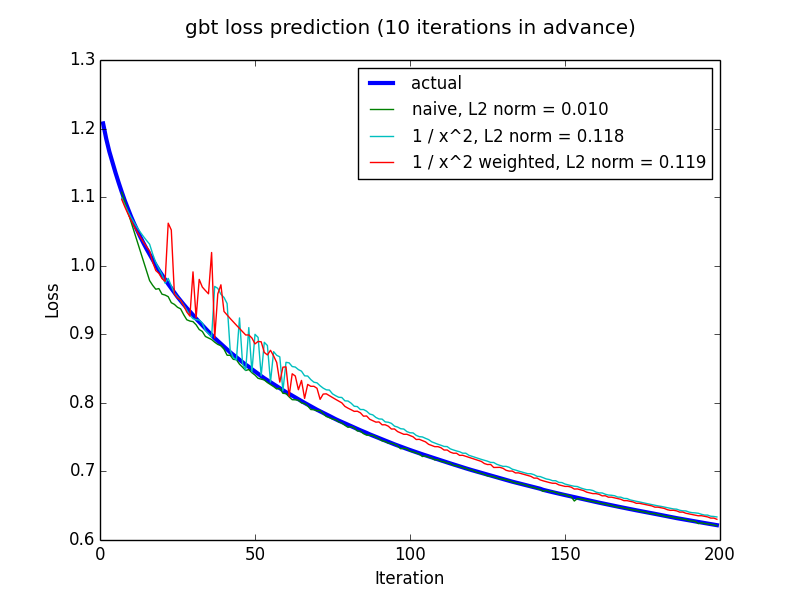 gbt loss prediction (10 iterations in advance)
1.3
1.2
1.1
1.0
0.9
0.8
0.7
0.6
Loss
actual
naive, L2 norm = 0.010
1 / x^2, L2 norm = 0.118
1 / x^2 weighted, L2 norm = 0.119
0 50 100 150 200
Iteration